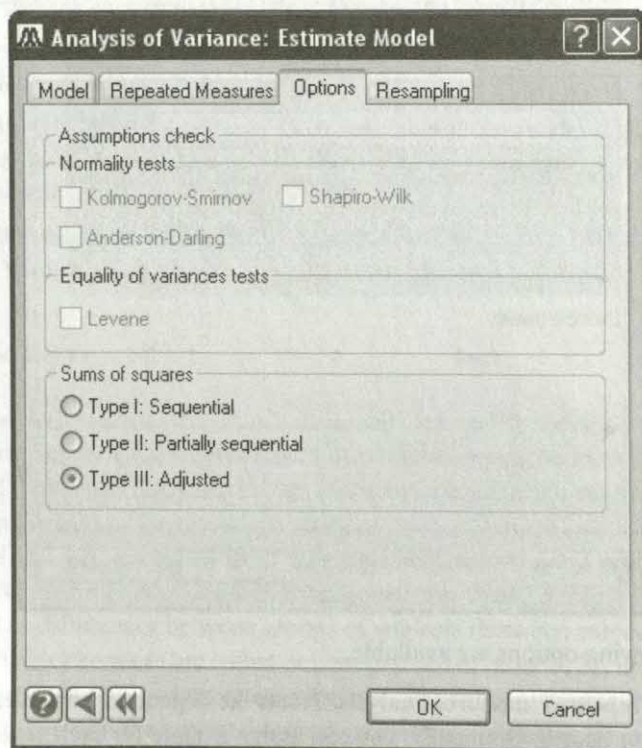 Analysis of Variance: Estimate Model
Model Repeated Measures Options Resampling
Assumptions check
Normality tests
Kolmogorov-Smirnov Shapiro-Wilk
Anderson-Darling
Equality of variances tests
Levene
Sums of squares
Type I: Sequential
Type II: Partially sequential
Type III: Adjusted
OK Cancel